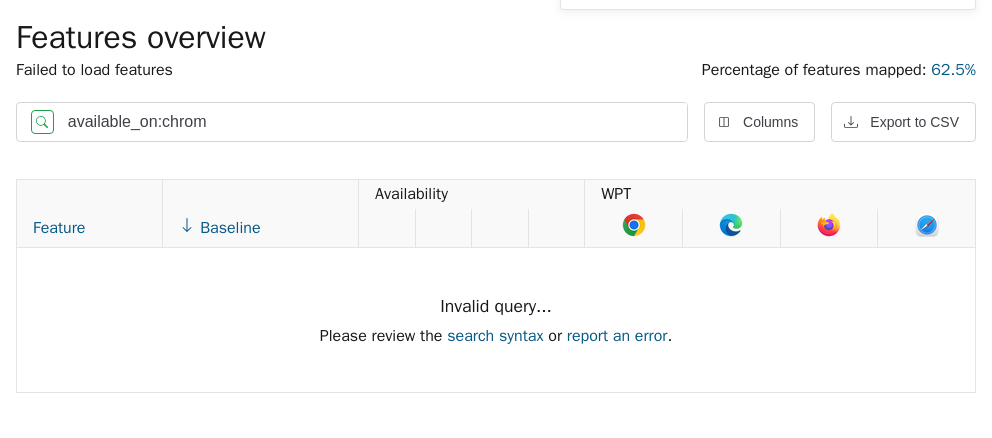 Features overview
Failed to load features
Percentage of features mapped: 62.5%
available_on:chrom
Columns
Export to CSV
Availability
WPT
Feature
Baseline
Invalid query...
Please review the search syntax or report an error.